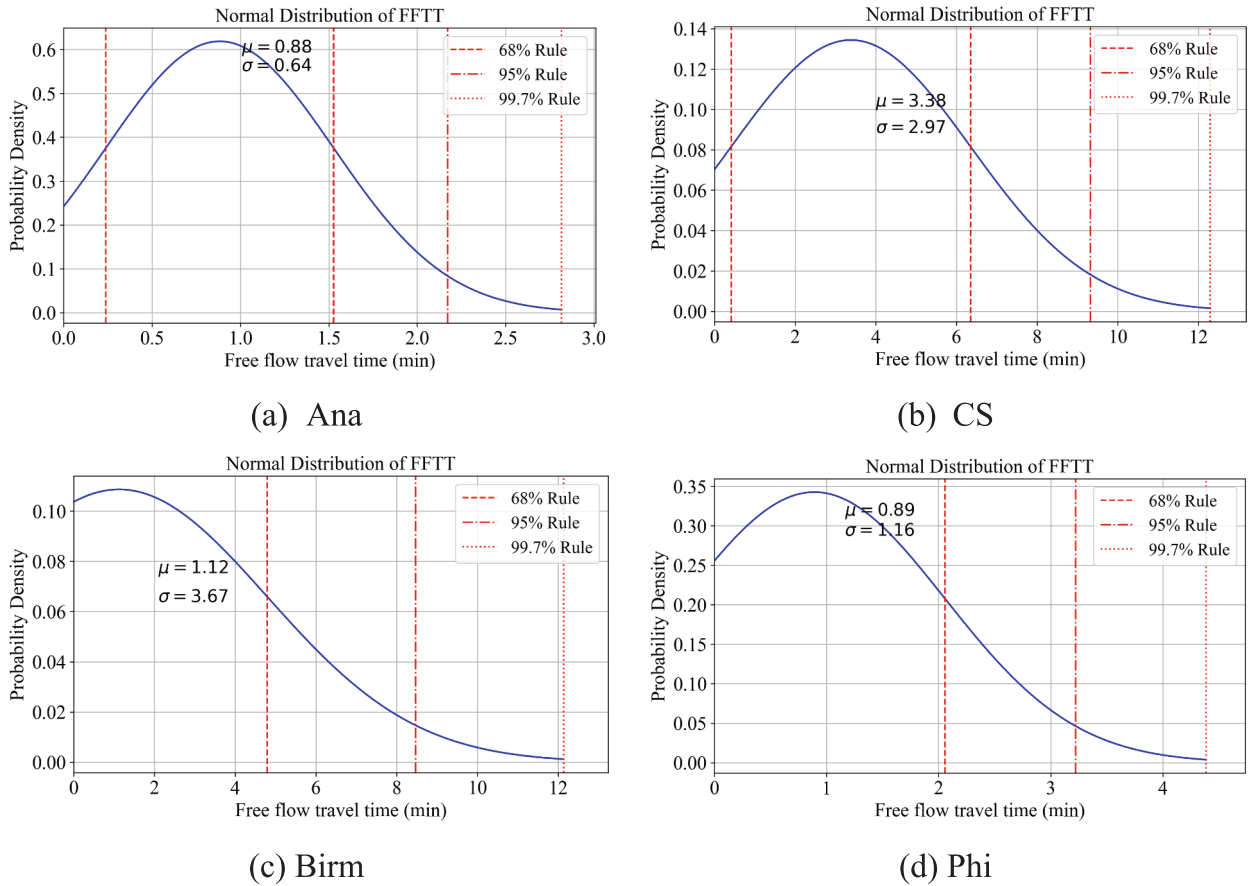 Normal Distribution of FFTT
μ = 0.88
σ = 0.64
68% Rule
95% Rule
99.7% Rule
0.6
0.5
0.4
0.3
0.2
0.1
0.0
Probability Density
0.0 0.5 1.0 1.5 2.0 2.5 3.0
Free flow travel time (min)
(a) Ana
Normal Distribution of FFTT
μ = 3.38
σ = 2.97
68% Rule
95% Rule
99.7% Rule
0.14
0.12
0.10
0.08
0.06
0.04
0.02
0.00
Probability Density
0 2 4 6 8 10 12
Free flow travel time (min)
(b) CS
Normal Distribution of FFTT
μ = 1.12
σ = 3.67
68% Rule
95% Rule
99.7% Rule
0.10
0.08
0.06
0.04
0.02
0.00
Probability Density
0 2 4 6 8 10 12
Free flow travel time (min)
(c) Birm
Normal Distribution of FFTT
μ = 0.89
σ = 1.16
68% Rule
95% Rule
99.7% Rule
0.35
0.30
0.25
0.20
0.15
0.10
0.05
0.00
Probability Density
0 1 2 3 4
Free flow travel time (min)
(d) Phi